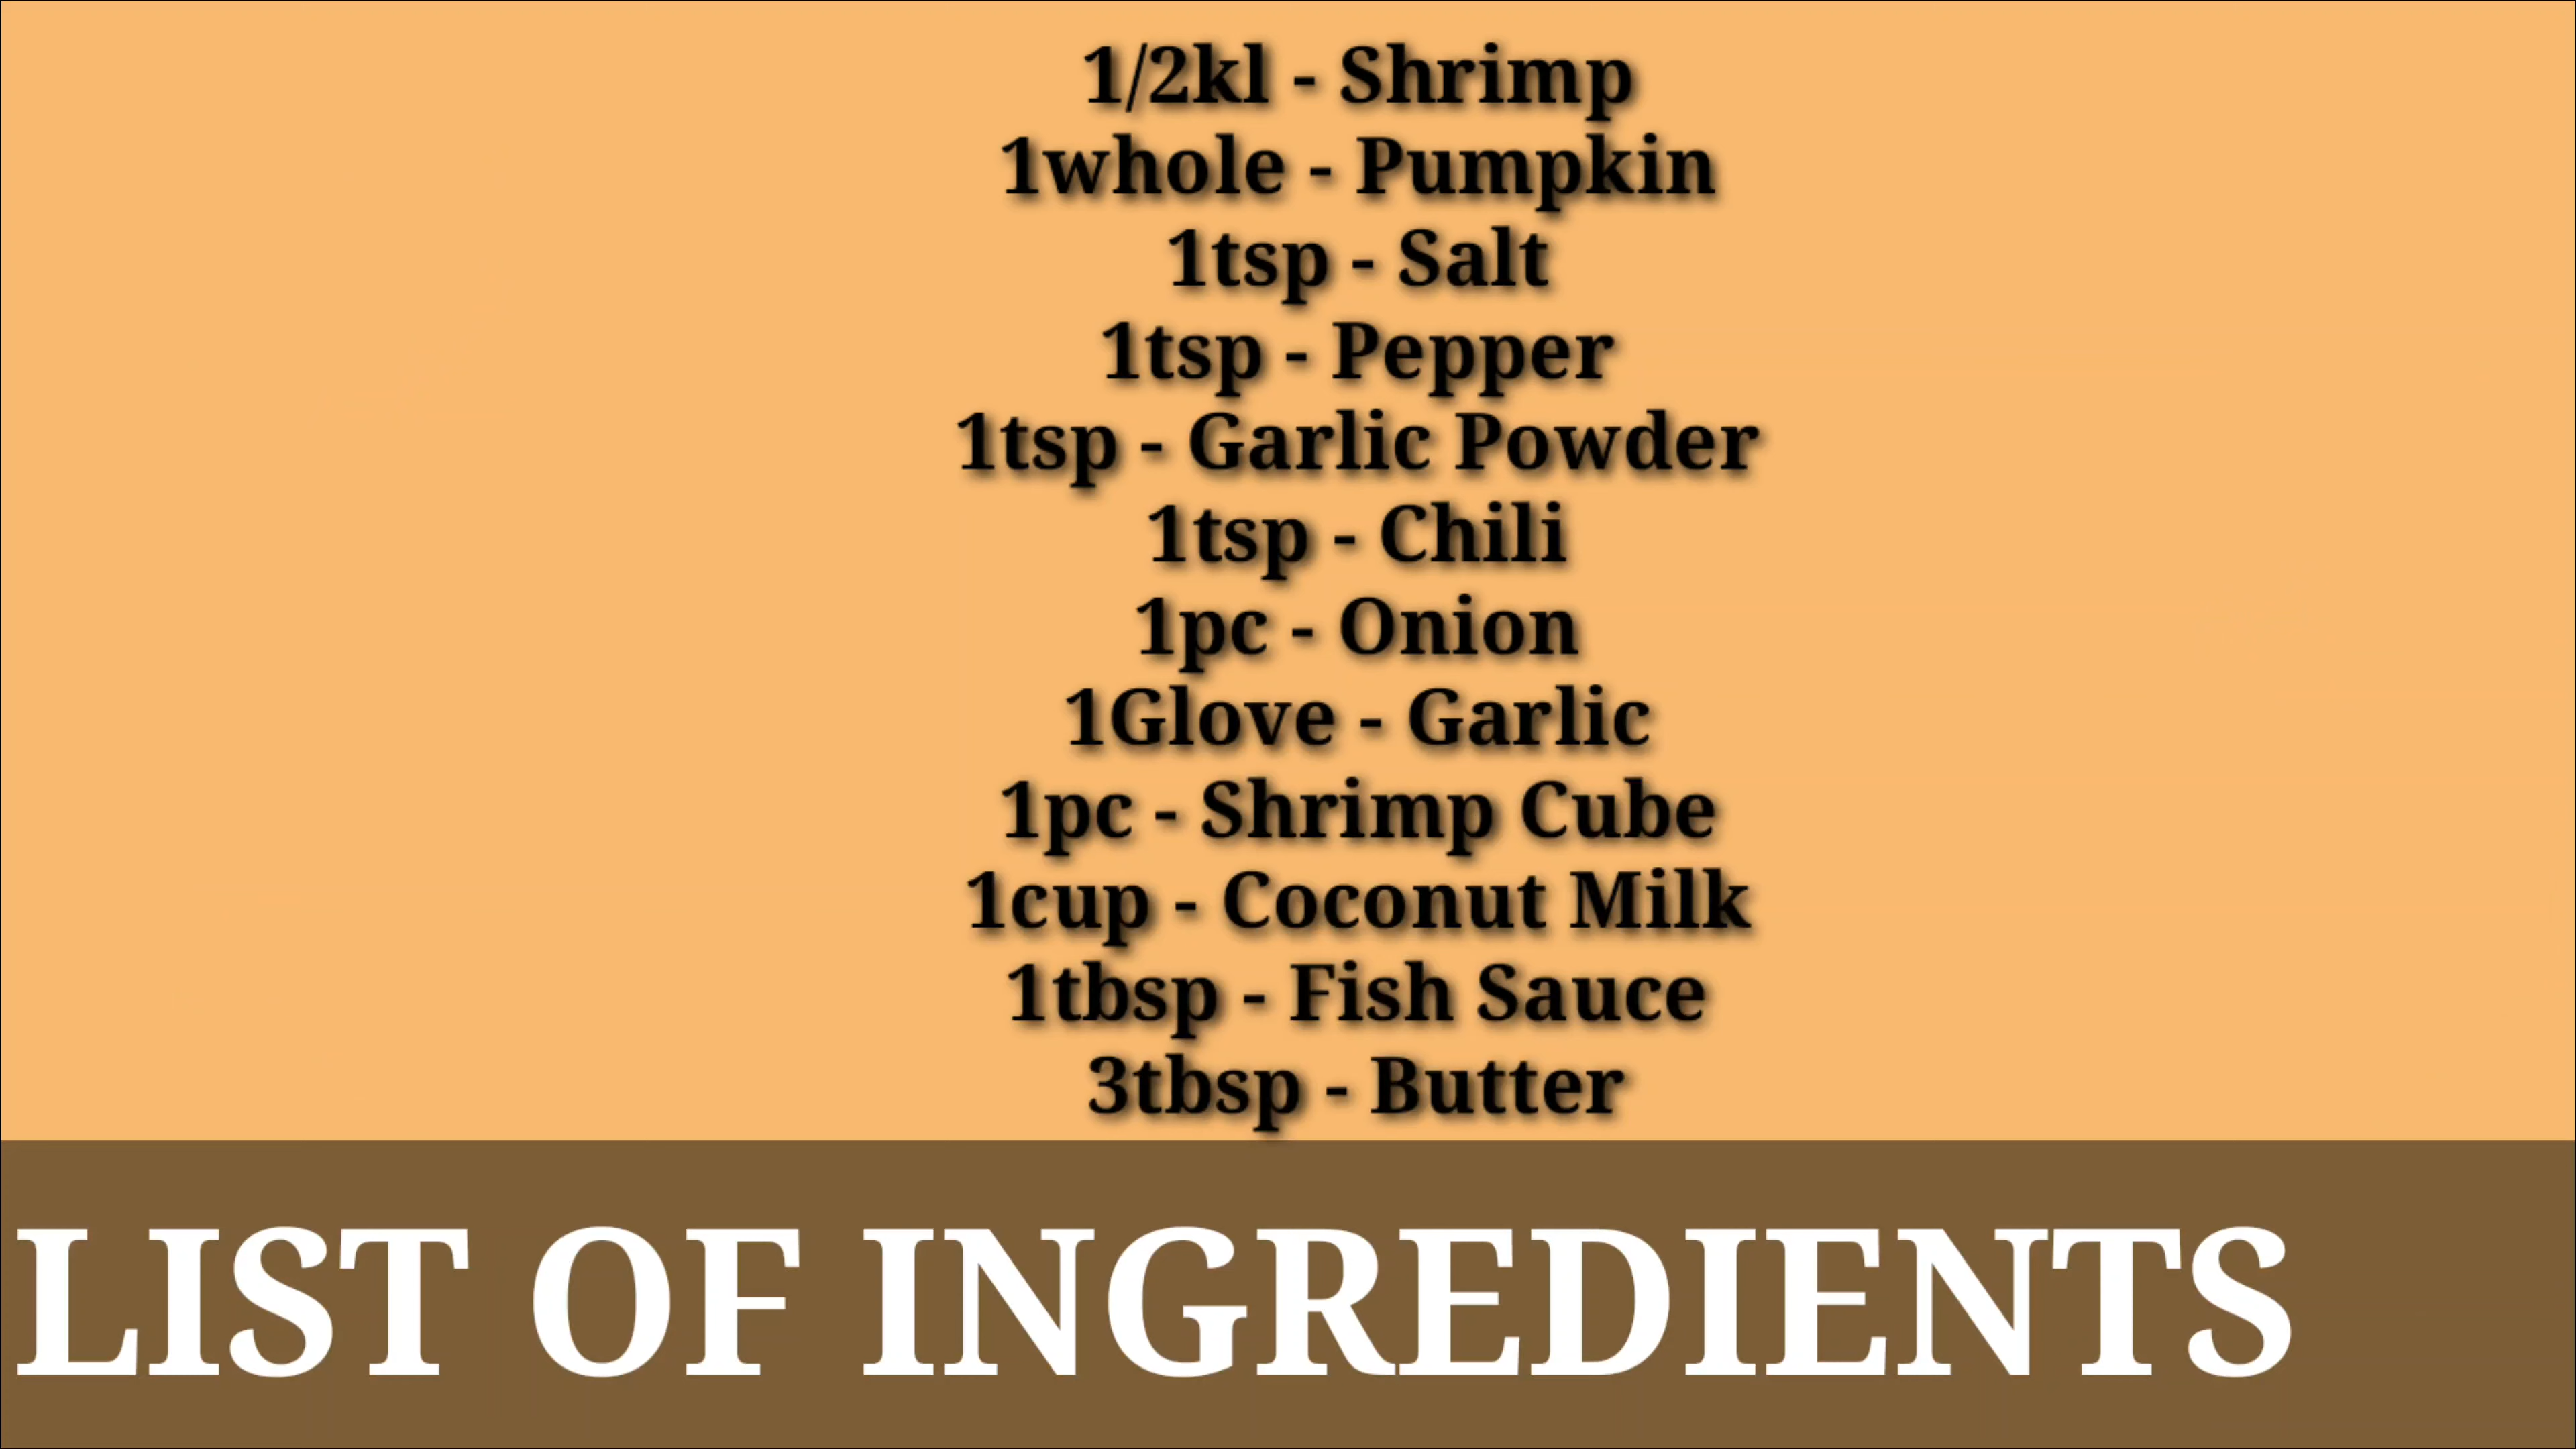 1/2kl - Shrimp
1whole - Pumpkin
1tsp - Salt
1tsp - Pepper
1tsp - Garlic Powder
1tsp - Chili
1pc - Onion
1Glove - Garlic
1pc - Shrimp Cube
1cup - Coconut Milk
1tbsp - Fish Sauce
3tbsp - Butter
LIST OF INGREDIENTS